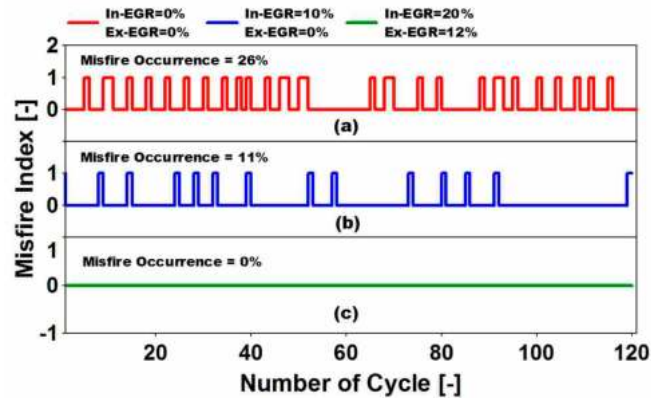 In-EGR=0% In-EGR=10% In-EGR=20%
Ex-EGR=0% Ex-EGR=0% Ex-EGR=12%
2
Misfire Occurrence = 26%
1
0
(a)
Misfire Occurrence = 11%
1
0
(b)
1
Misfire Occurrence = 0%
0
(c)
-1
20 40 60 80 100 120
Misfire Index [-]
Number of Cycle [-]